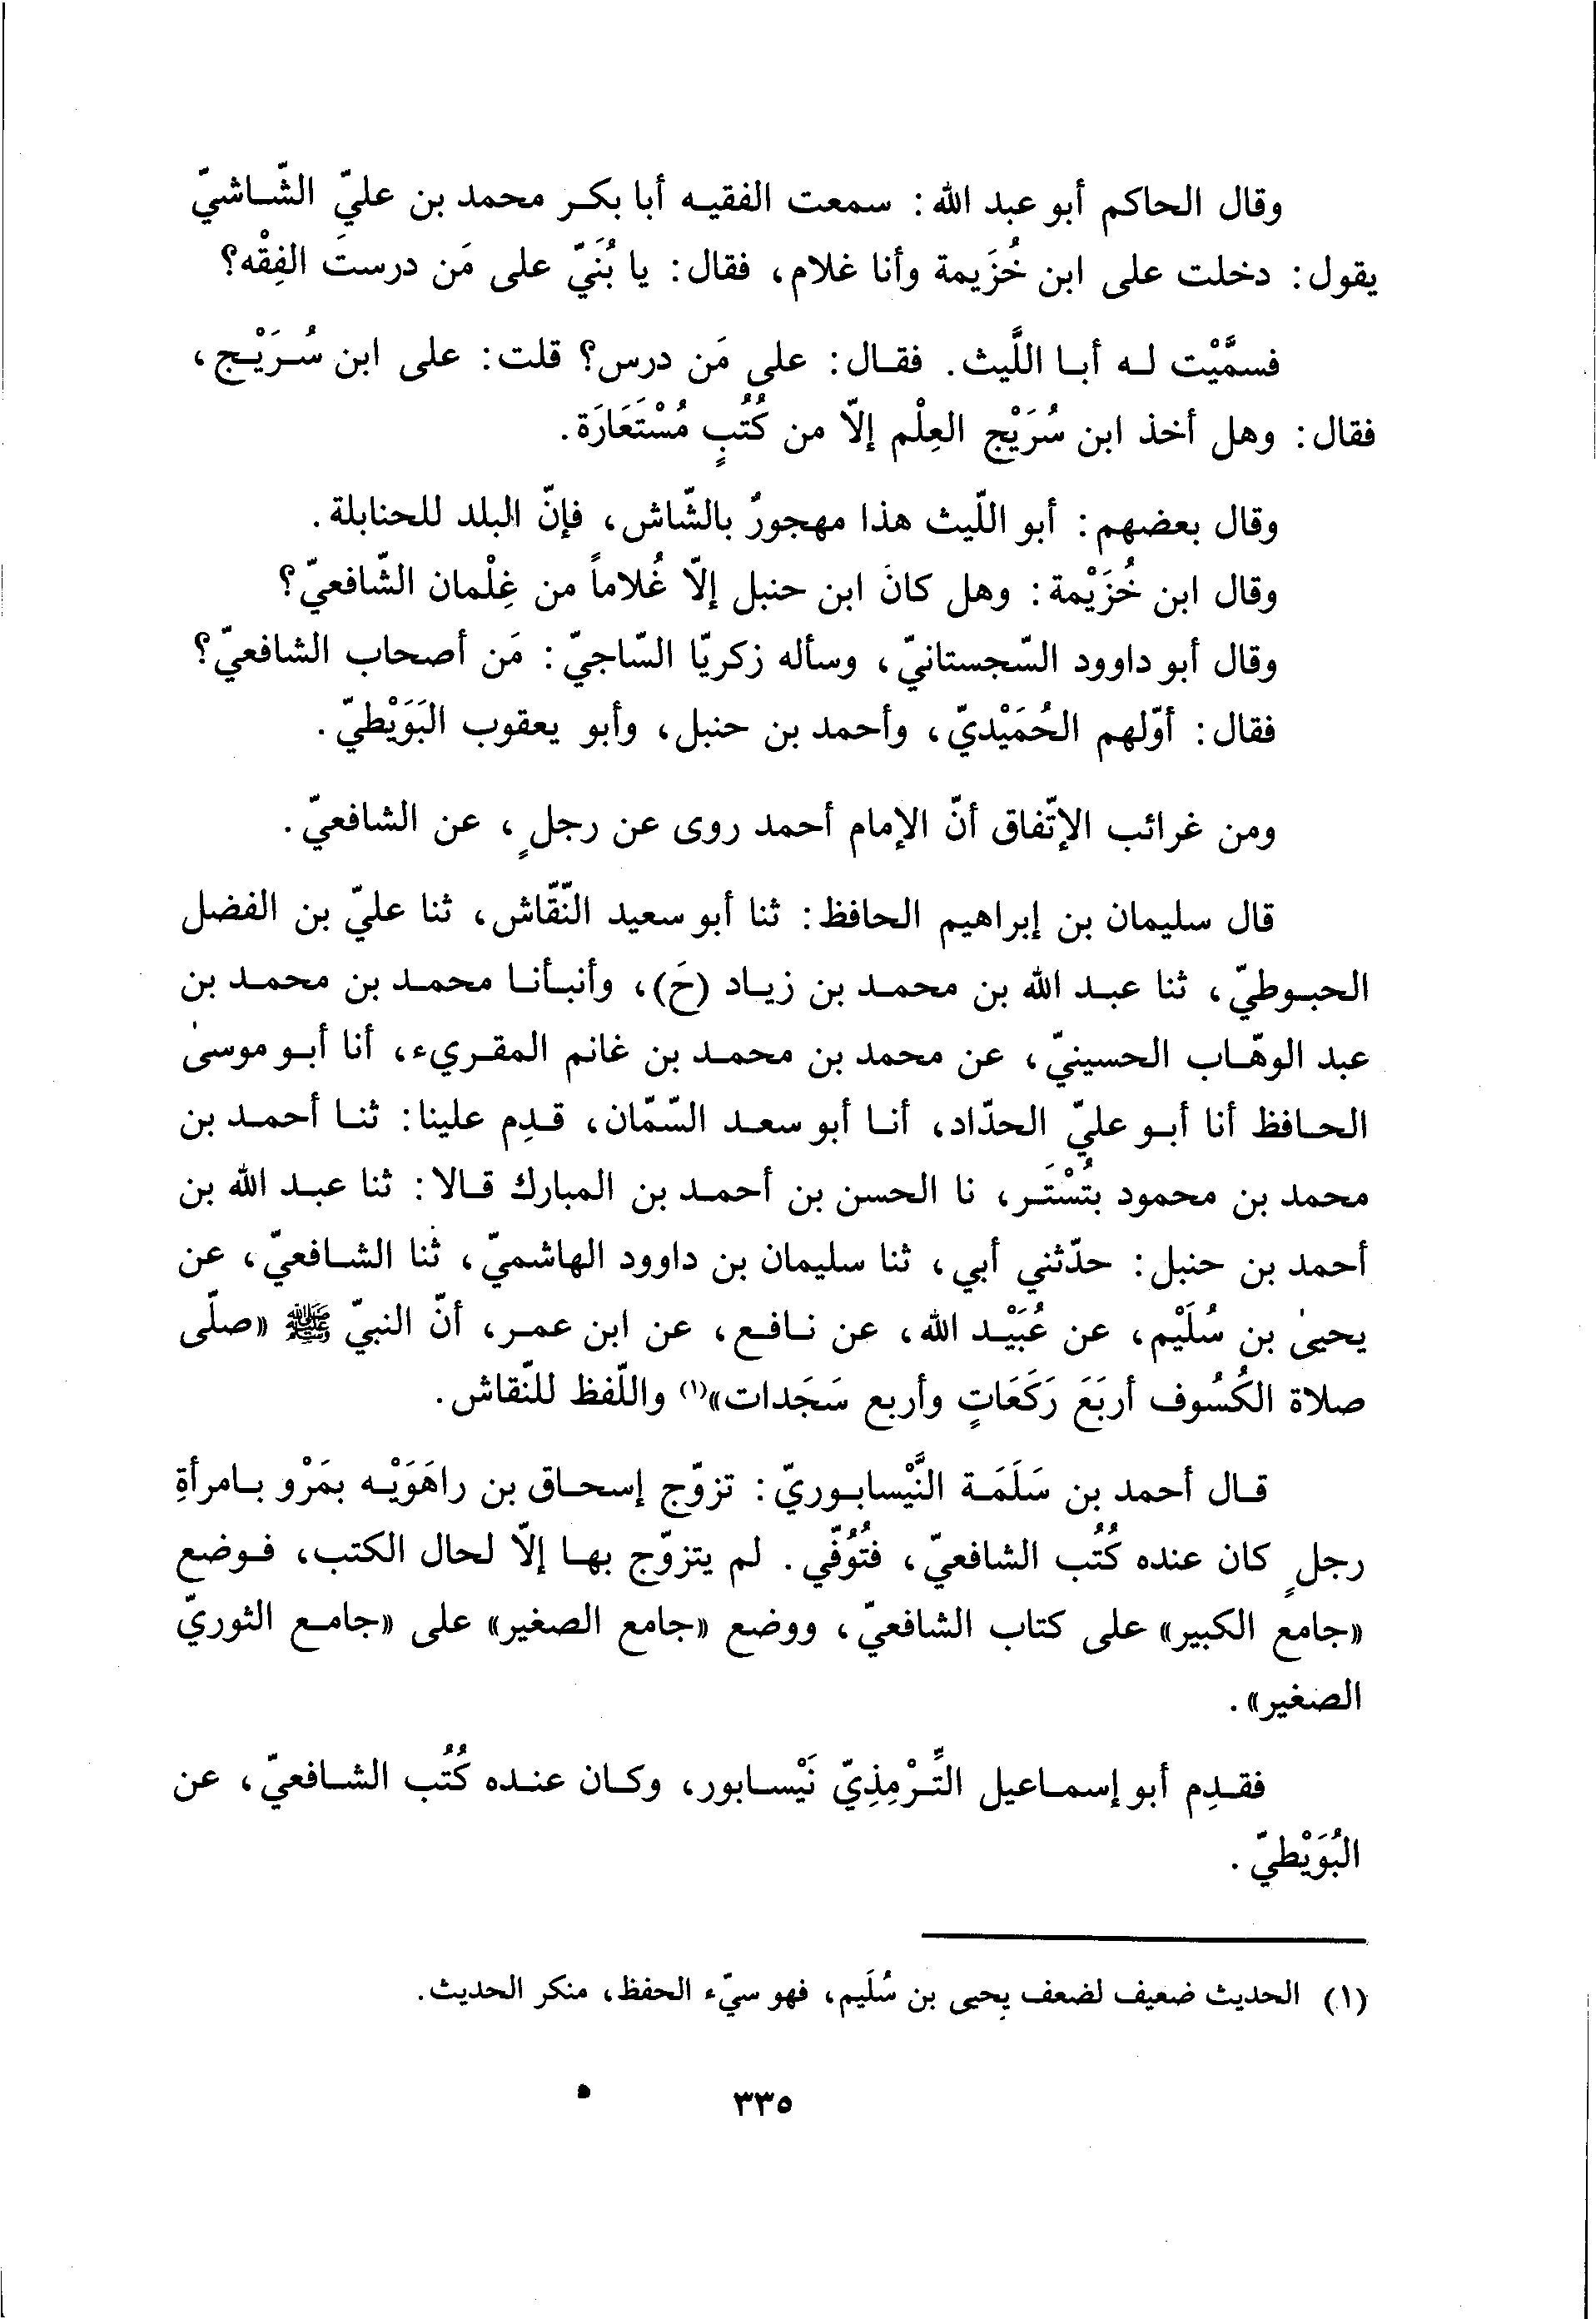 وقال الحاكم أبو عبد الله: سمعت الفقيه أبا بكر محمد بن عليّ الشّاشيّ
يقول: دخلت على ابن خُزَيمة وأنا غلام، فقال: يا بُنَيّ على مَن درستَ الفِقْه؟
فسمَّيْت له أبا اللَّيث. فقال: على مَن درس؟ قلت: على ابن سُرَيْج،
فقال: وهل أخذ ابن سُرَيْج العِلْم إلاّ من كُتُبٍ مُسْتَعَارَة.
وقال بعضهم: أبو اللّيث هذا مهجورٌ بالشّاش، فإنّ البلد للحنابلة.
وقال ابن خُزَيْمة: وهل كانَ ابن حنبل إلاّ غُلاماً من غِلْمان الشّافعيّ؟
وقال أبو داوود السّجستانيّ، وسأله زكريّا السّاجيّ: مَن أصحاب الشافعيّ؟
فقال: أوّلهم الحُمَيْديّ، وأحمد بن حنبل، وأبو يعقوب البَوَيْطيّ.
ومن غرائب الإتّفاق أنّ الإمام أحمد روى عن رجلٍ، عن الشافعيّ.
قال سليمان بن إبراهيم الحافظ: ثنا أبو سعيد النّقّاش، ثنا عليّ بن الفضل
الحبوطيّ، ثنا عبد الله بن محمد بن زياد (حَ)، وأنبأنا محمد بن محمد بن
عبد الوهّاب الحسينيّ، عن محمد بن محمد بن غانم المقريء، أنا أبو موسىٰ
الحافظ أنا أبو عليّ الحدّاد، أنا أبو سعد السّمّان، قدِم علينا: ثنا أحمد بن
محمد بن محمود بتُسْتَر، نا الحسن بن أحمد بن المبارك قالا: ثنا عبد الله بن
أحمد بن حنبل: حدّثني أبي، ثنا سليمان بن داوود الهاشميّ، ثنا الشافعيّ، عن
يحيىٰ بن سُلَيْم، عن عُبَيْد الله، عن نافع، عن ابن عمر، أنّ النبيّ ﷺ «صلّى
صلاة الكُسُوف أربَعَ رَكَعَاتٍ وأربع سَجَدات»(١) واللّفظ للنّقاش.
قال أحمد بن سَلَمَة النَّيْسابوريّ: تزوّج إسحاق بن راهَوَيْه بمَرْو بامرأةِ
رجلٍ كان عنده كُتُب الشافعيّ، فتُوُفّي. لم يتزوّج بها إلاّ لحال الكتب، فوضع
«جامع الكبير» على كتاب الشافعيّ، ووضع «جامع الصغير» على «جامع الثوريّ
الصغير».
فقدِم أبو إسماعيل التِّرْمِذِيّ نَيْسابور، وكان عنده كُتُب الشافعيّ، عن
البُوَيْطيّ.
(١) الحديث ضعيف لضعف يحيى بن سُلَيم، فهو سيّء الحفظ، منكر الحديث.
٣٣٥